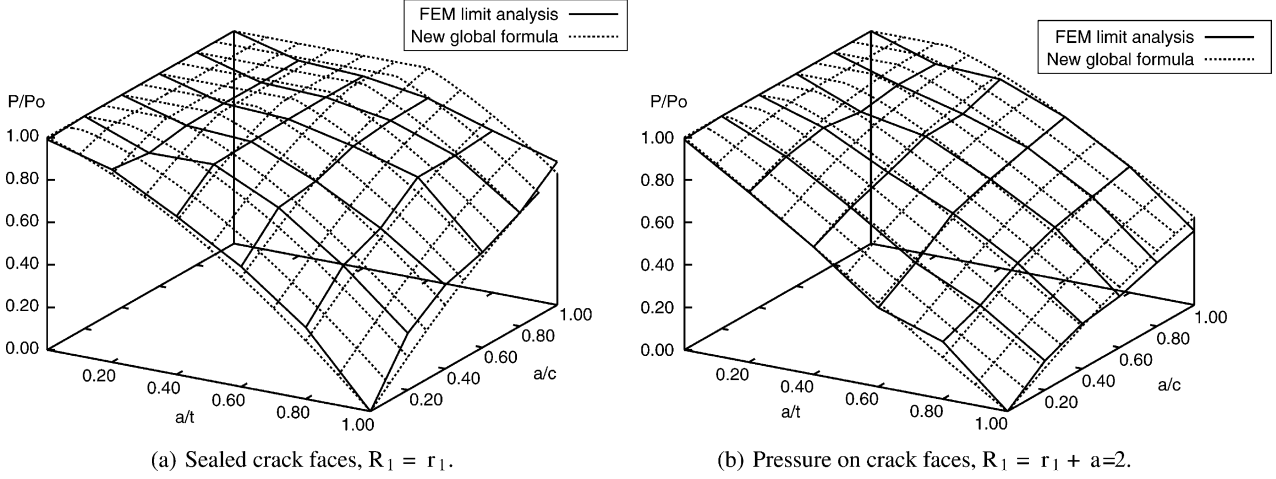 FEM limit analysis
New global formula
P/Po
1.00
0.80
0.60
0.40
0.20
0.00
0.20
0.40
0.60
0.80
1.00
a/t
0.20
0.40
0.60
0.80
1.00
a/c
(a) Sealed crack faces, R1 = r1.
FEM limit analysis
New global formula
P/Po
1.00
0.80
0.60
0.40
0.20
0.00
0.20
0.40
0.60
0.80
1.00
a/t
0.20
0.40
0.60
0.80
1.00
a/c
(b) Pressure on crack faces, R1 = r1 + a=2.